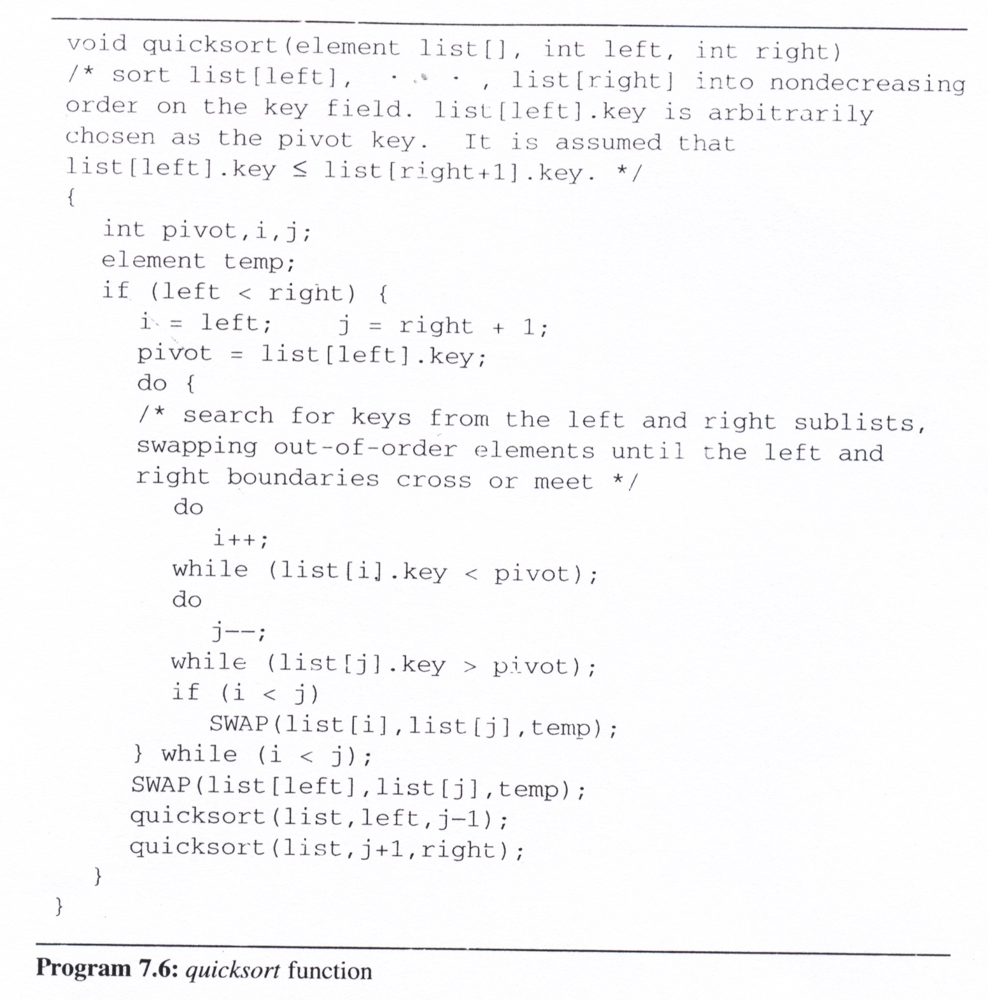 void quicksort(element list[], int left, int right)
/* sort list[left], · · · , list[right] into nondecreasing
order on the key field. list[left].key is arbitrarily
chosen as the pivot key.  It is assumed that
list[left].key ≤ list[right+1].key. */
{
   int pivot,i,j;
   element temp;
   if (left < right) {
      i = left;    j = right + 1;
      pivot = list[left].key;
      do {
      /* search for keys from the left and right sublists,
      swapping out-of-order elements until the left and
      right boundaries cross or meet */
         do
            i++;
         while (list[i].key < pivot);
         do
            j--;
         while (list[j].key > pivot);
         if (i < j)
            SWAP(list[i],list[j],temp);
      } while (i < j);
      SWAP(list[left],list[j],temp);
      quicksort(list,left,j-1);
      quicksort(list,j+1,right);
   }
}
Program 7.6: quicksort function